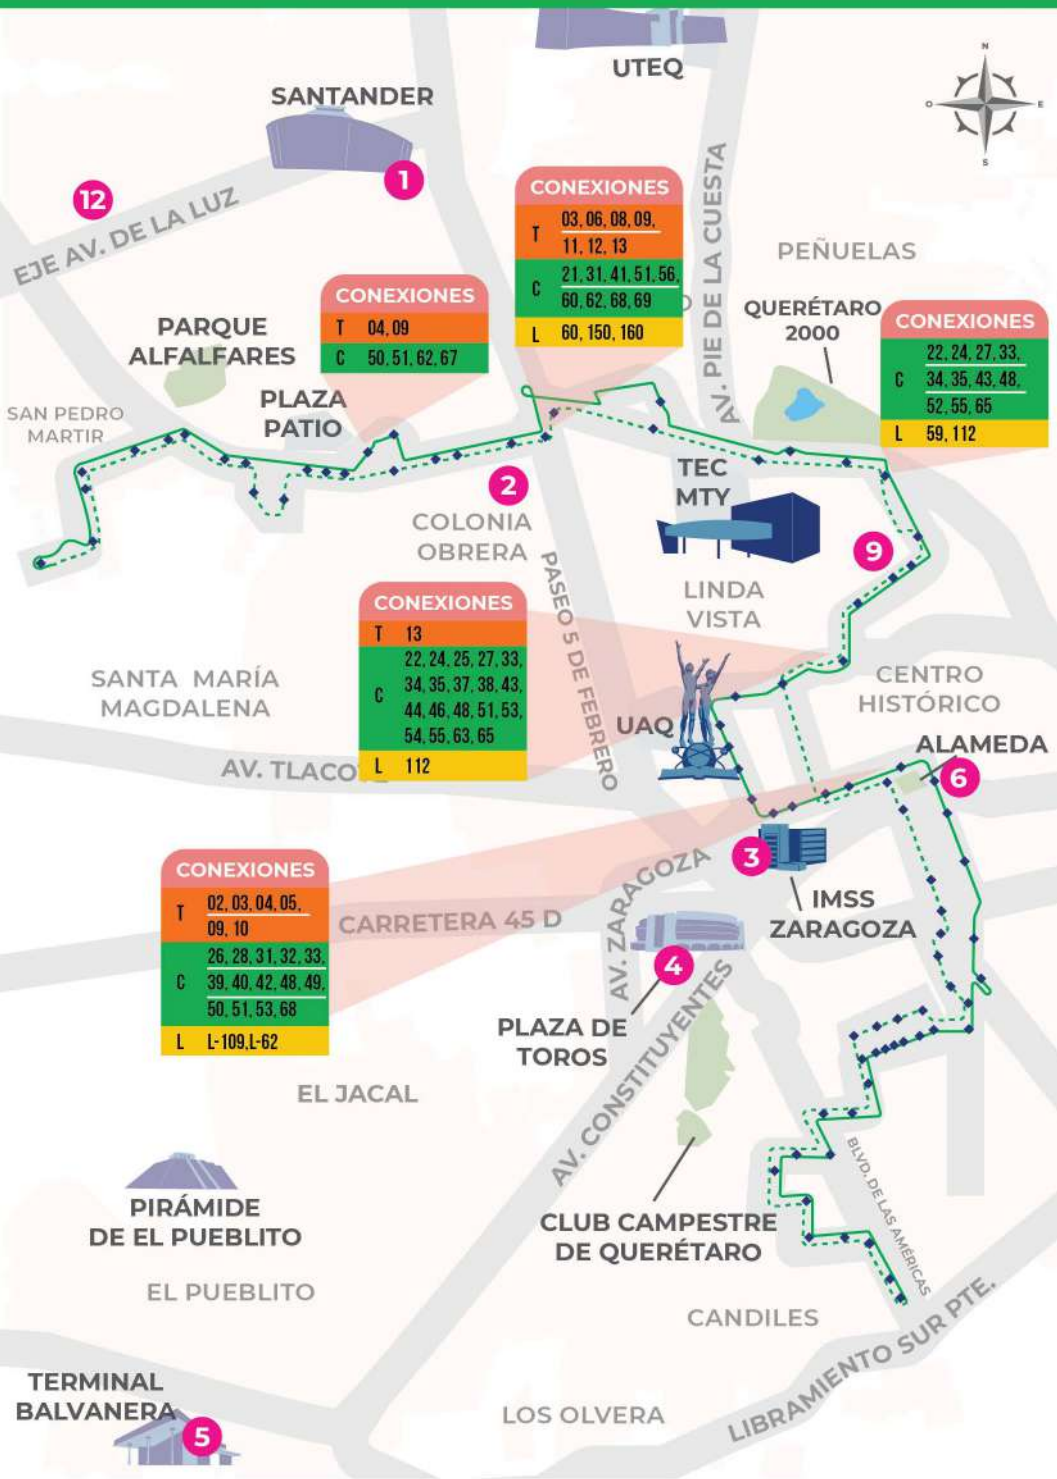 UTEQ
N
O
E
S
SANTANDER
1
12
EJE AV. DE LA LUZ
AV. PIE DE LA CUESTA
CONEXIONES
T 03, 06, 08, 09,
11, 12, 13
C 21, 31, 41, 51, 56,
60, 62, 68, 69
L 60, 150, 160
PEÑUELAS
QUERÉTARO
2000
CONEXIONES
T 04, 09
C 50, 51, 62, 67
CONEXIONES
C 22, 24, 27, 33,
34, 35, 43, 48,
52, 55, 65
L 59, 112
PARQUE
ALFALFARES
PLAZA
PATIO
SAN PEDRO
MARTIR
2
COLONIA
OBRERA
TEC
MTY
9
PASEO 5 DE FEBRERO
LINDA
VISTA
CONEXIONES
T 13
C 22, 24, 25, 27, 33,
34, 35, 37, 38, 43,
44, 46, 48, 51, 53,
54, 55, 63, 65
L 112
SANTA MARÍA
MAGDALENA
CENTRO
HISTÓRICO
UAQ
ALAMEDA
6
AV. TLACO
3
IMSS
ZARAGOZA
AV. ZARAGOZA
CONEXIONES
T 02, 03, 04, 05,
09, 10
C 26, 28, 31, 32, 33,
39, 40, 42, 48, 49,
50, 51, 53, 68
L L-109, L-62
CARRETERA 45 D
4
PLAZA DE
TOROS
AV. CONSTITUYENTES
EL JACAL
PIRÁMIDE
DE EL PUEBLITO
EL PUEBLITO
CLUB CAMPESTRE
DE QUERÉTARO
BLVD. DE LAS AMÉRICAS
CANDILES
LIBRAMIENTO SUR PTE.
TERMINAL
BALVANERA
5
LOS OLVERA